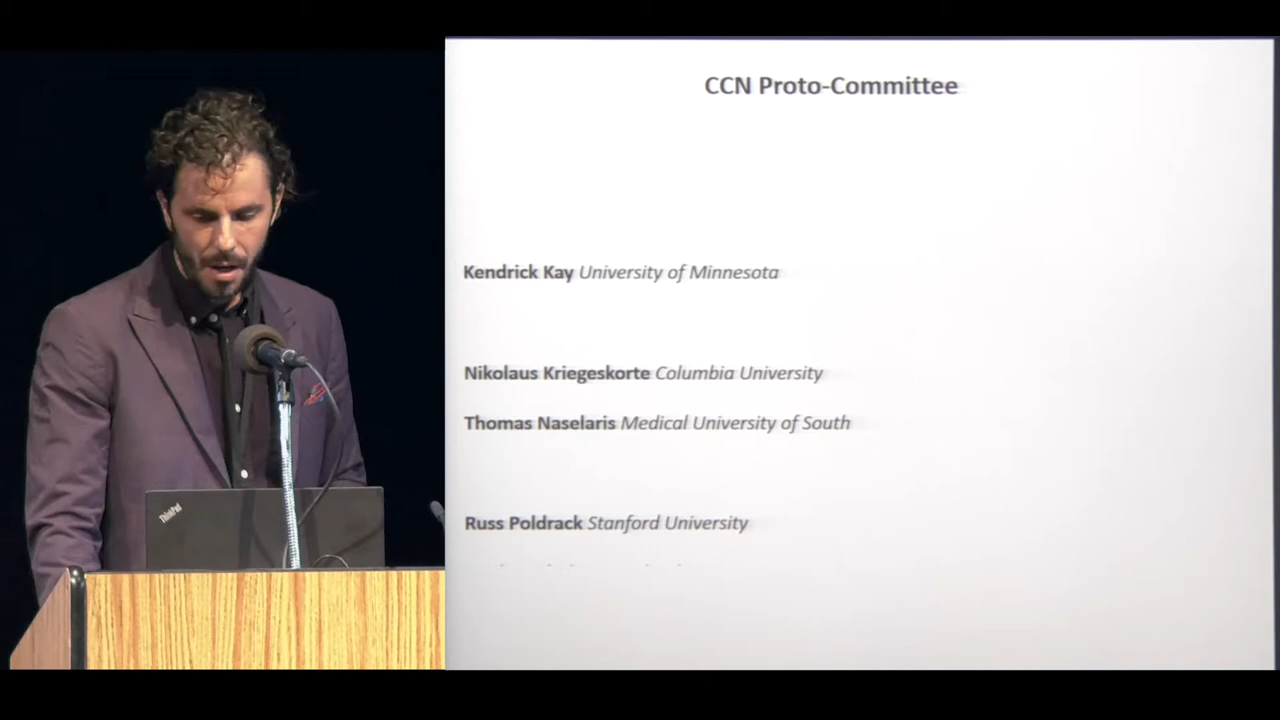 CCN Proto-Committee
Kendrick Kay University of Minnesota
Nikolaus Kriegeskorte Columbia University
Thomas Naselaris Medical University of South
Russ Poldrack Stanford University
ThinkPad